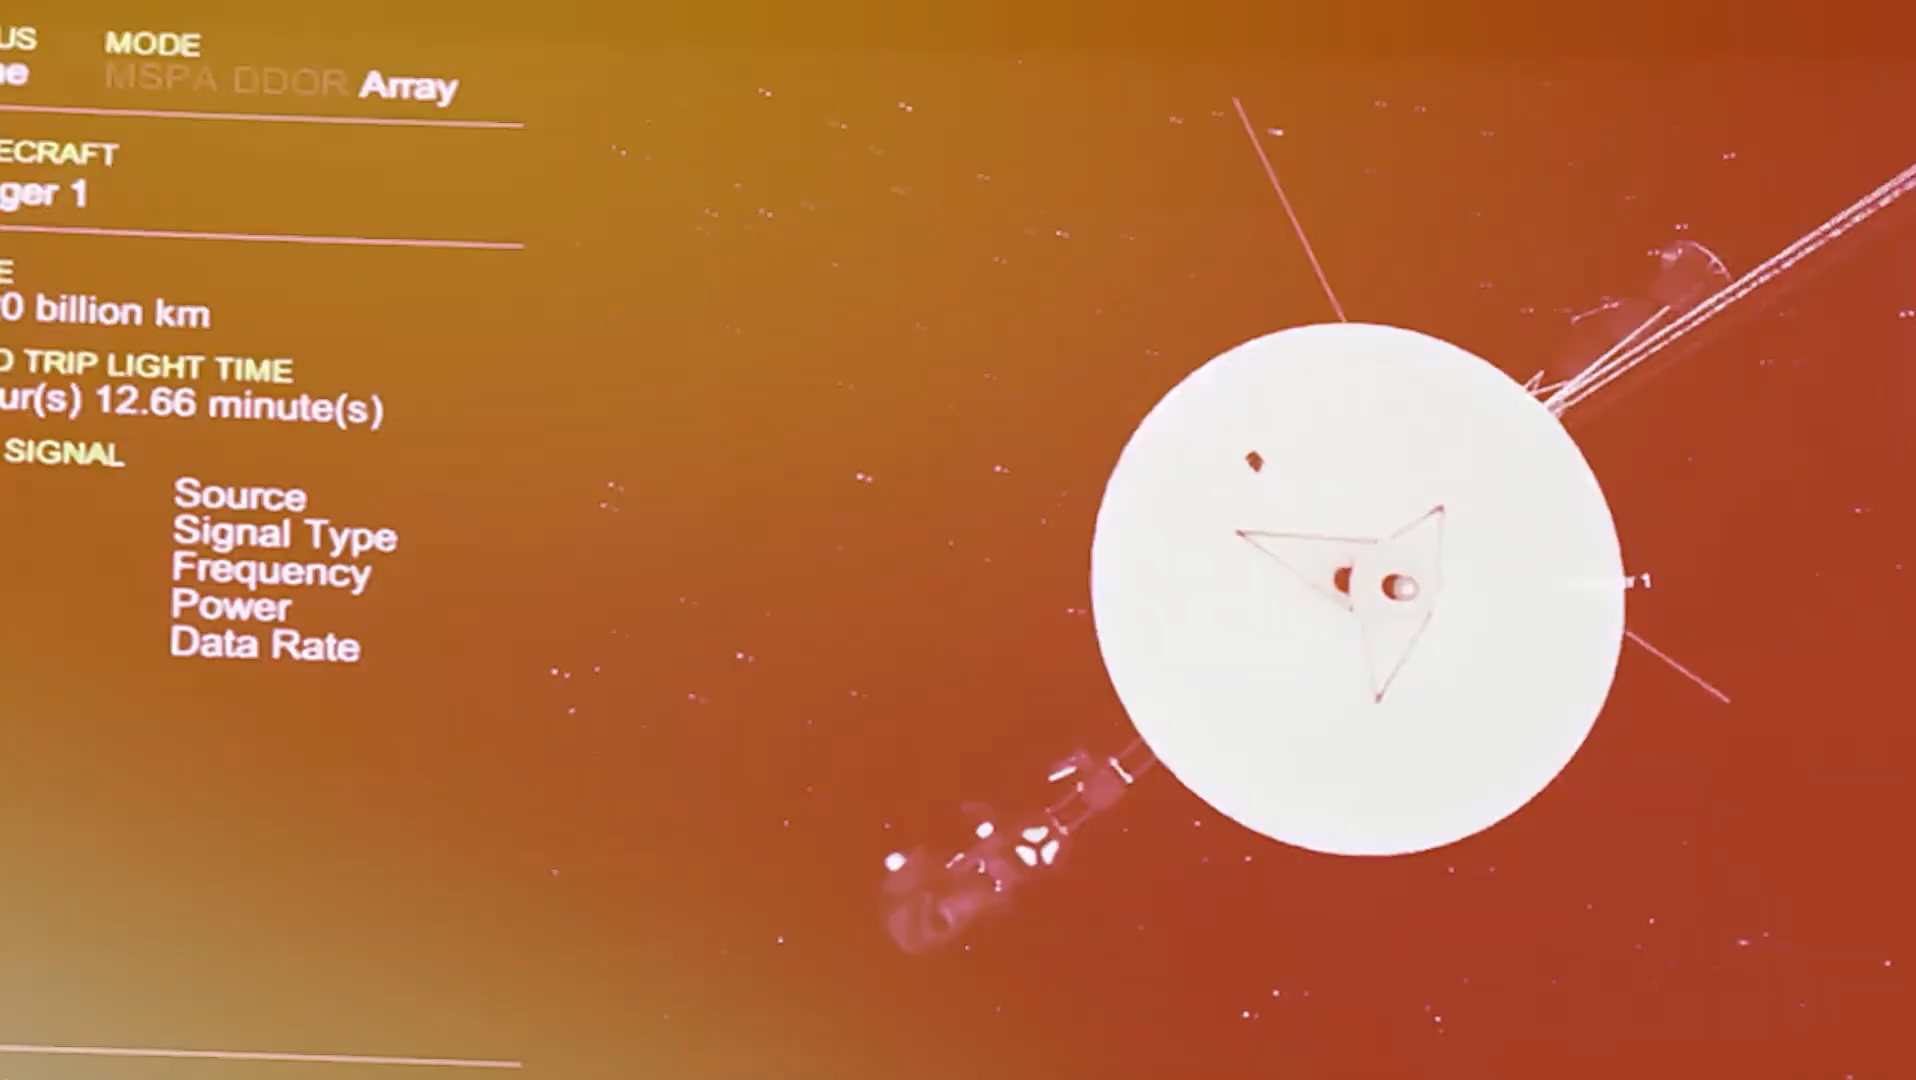 US MODE
ne MSPA DDOR Array
ECRAFT
ger 1
E
0 billion km
D TRIP LIGHT TIME
ur(s) 12.66 minute(s)
SIGNAL
Source
Signal Type
Frequency
Power
Data Rate
r 1